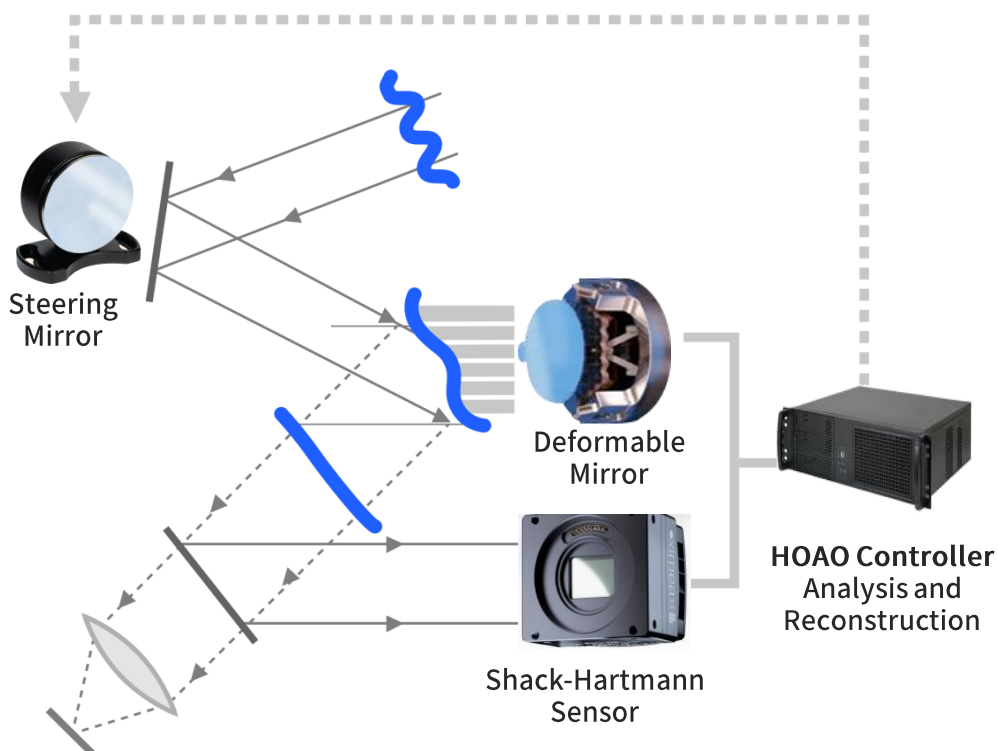 Steering
Mirror
Deformable
Mirror
HOAO Controller
Analysis and
Reconstruction
Shack-Hartmann
Sensor